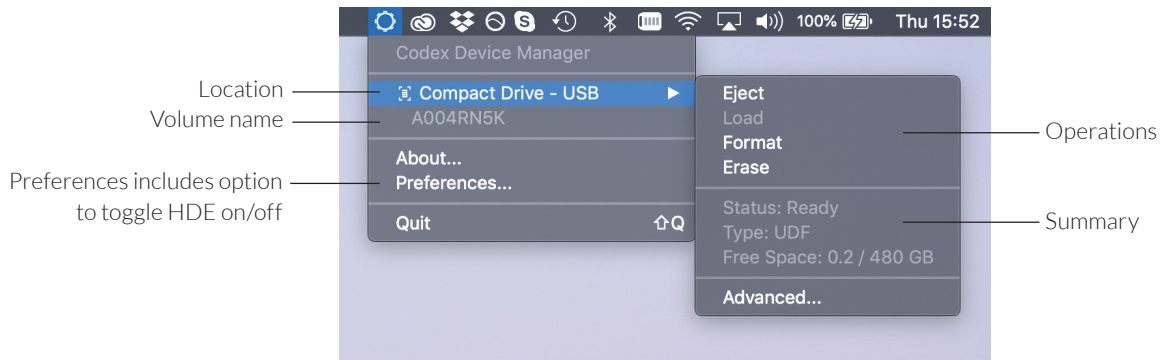 100% Thu 15:52
Codex Device Manager
Location
Compact Drive - USB
Volume name
A004RN5K
About...
Preferences includes option
to toggle HDE on/off
Preferences...
Quit ⇧Q
Eject
Load
Format
Erase
Operations
Status: Ready
Type: UDF
Free Space: 0.2 / 480 GB
Summary
Advanced...